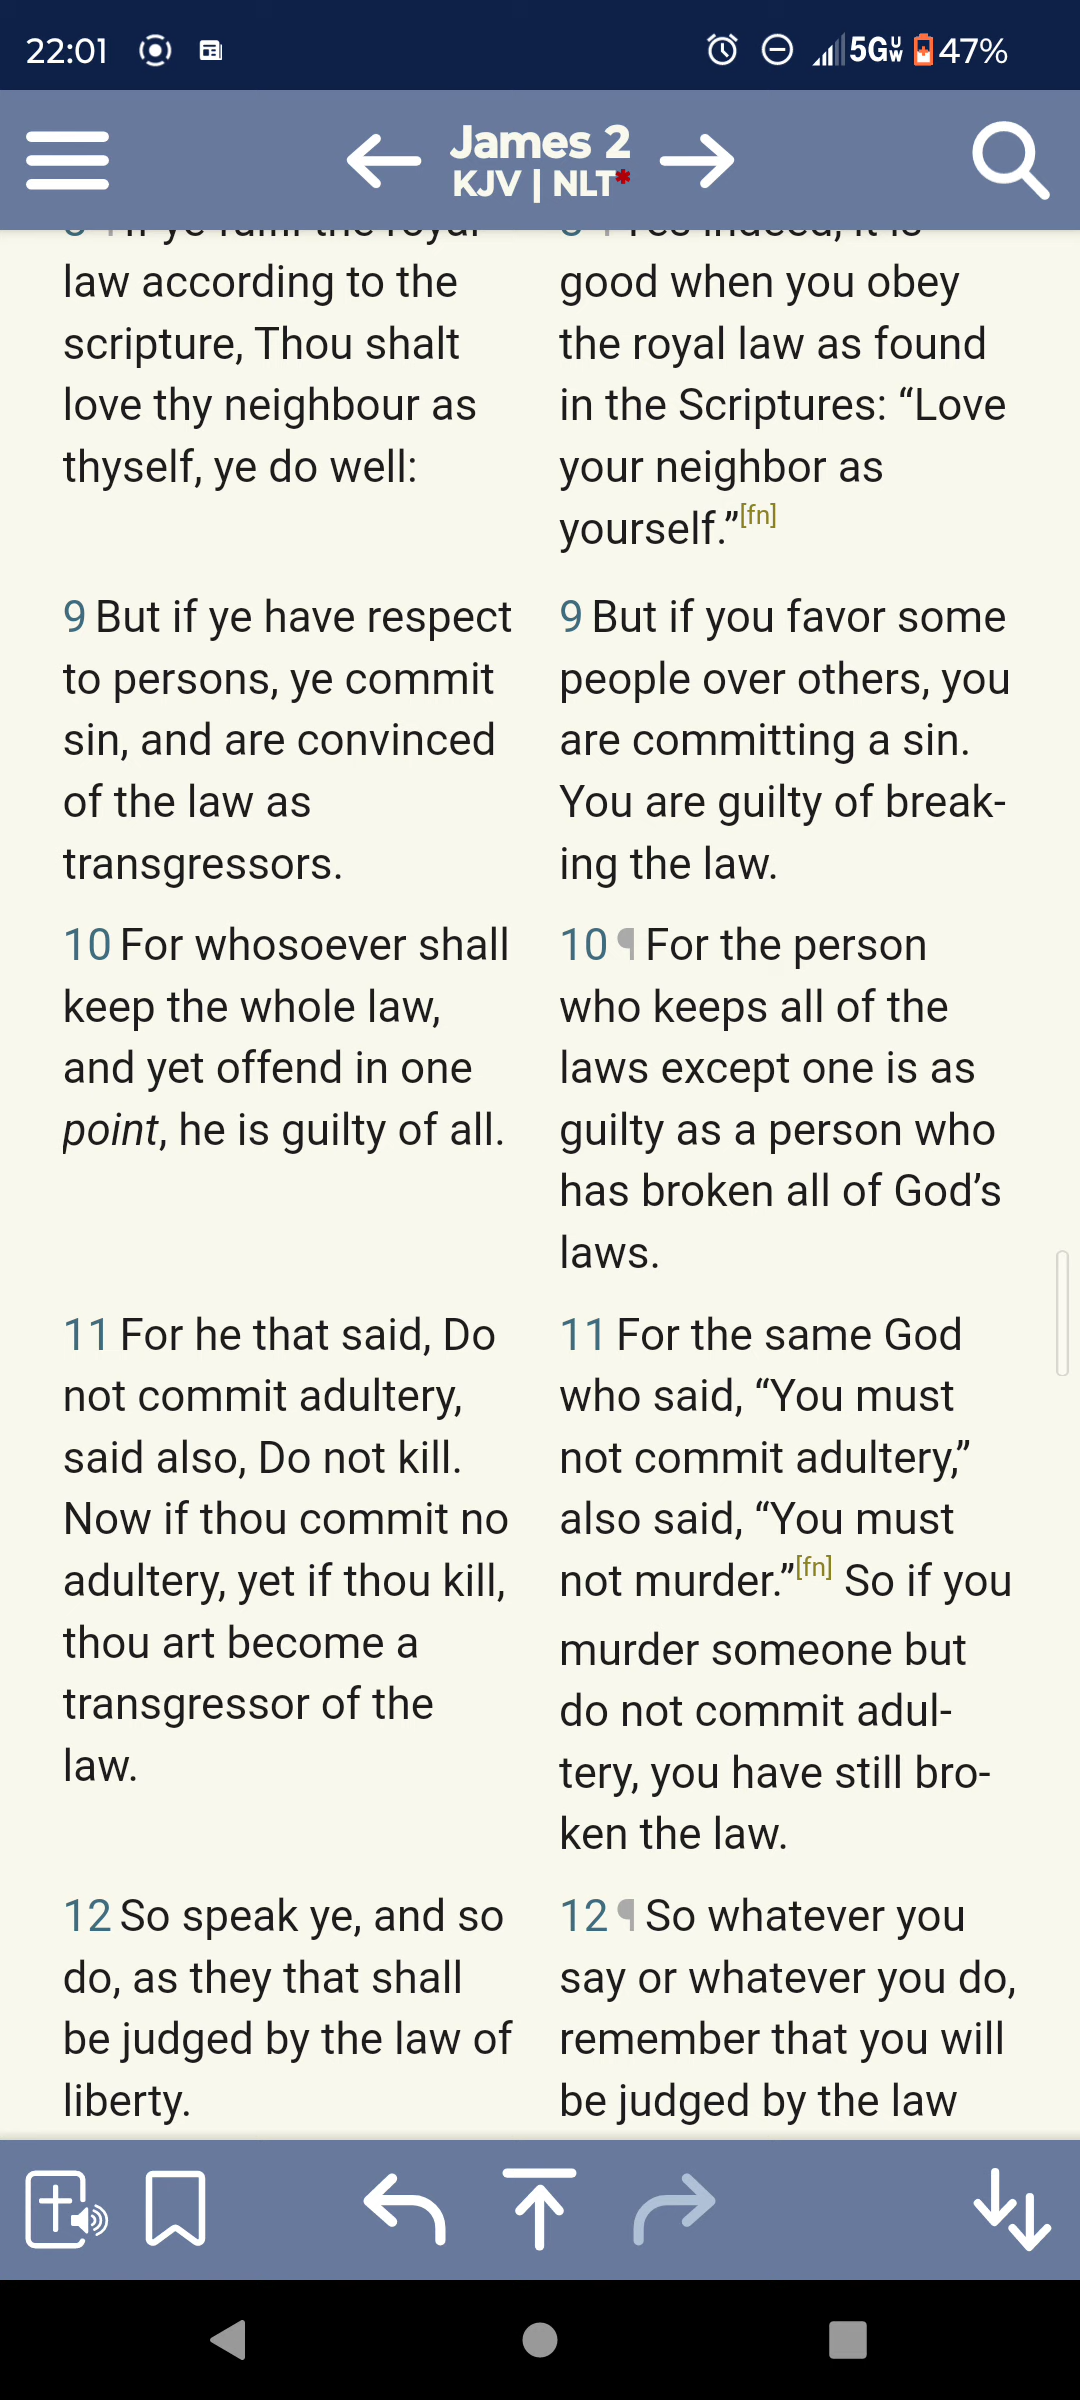 22:01
5G UW 47%
James 2
KJV | NLT*
law according to the
scripture, Thou shalt
love thy neighbour as
thyself, ye do well:
good when you obey
the royal law as found
in the Scriptures: “Love
your neighbor as
yourself.”[fn]
9 But if ye have respect
to persons, ye commit
sin, and are convinced
of the law as
transgressors.
9 But if you favor some
people over others, you
are committing a sin.
You are guilty of break-
ing the law.
10 For whosoever shall
keep the whole law,
and yet offend in one
point, he is guilty of all.
10 ¶ For the person
who keeps all of the
laws except one is as
guilty as a person who
has broken all of God’s
laws.
11 For he that said, Do
not commit adultery,
said also, Do not kill.
Now if thou commit no
adultery, yet if thou kill,
thou art become a
transgressor of the
law.
11 For the same God
who said, “You must
not commit adultery,”
also said, “You must
not murder.”[fn] So if you
murder someone but
do not commit adul-
tery, you have still bro-
ken the law.
12 So speak ye, and so
do, as they that shall
be judged by the law of
liberty.
12 ¶ So whatever you
say or whatever you do,
remember that you will
be judged by the law